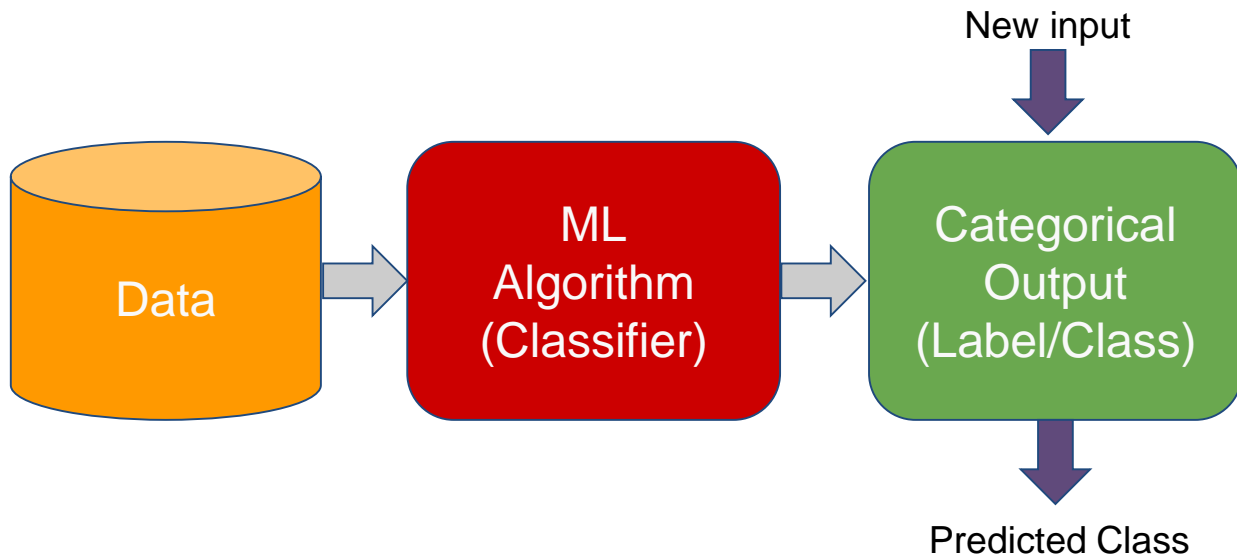 New input
Data
ML
Algorithm
(Classifier)
Categorical
Output
(Label/Class)
Predicted Class